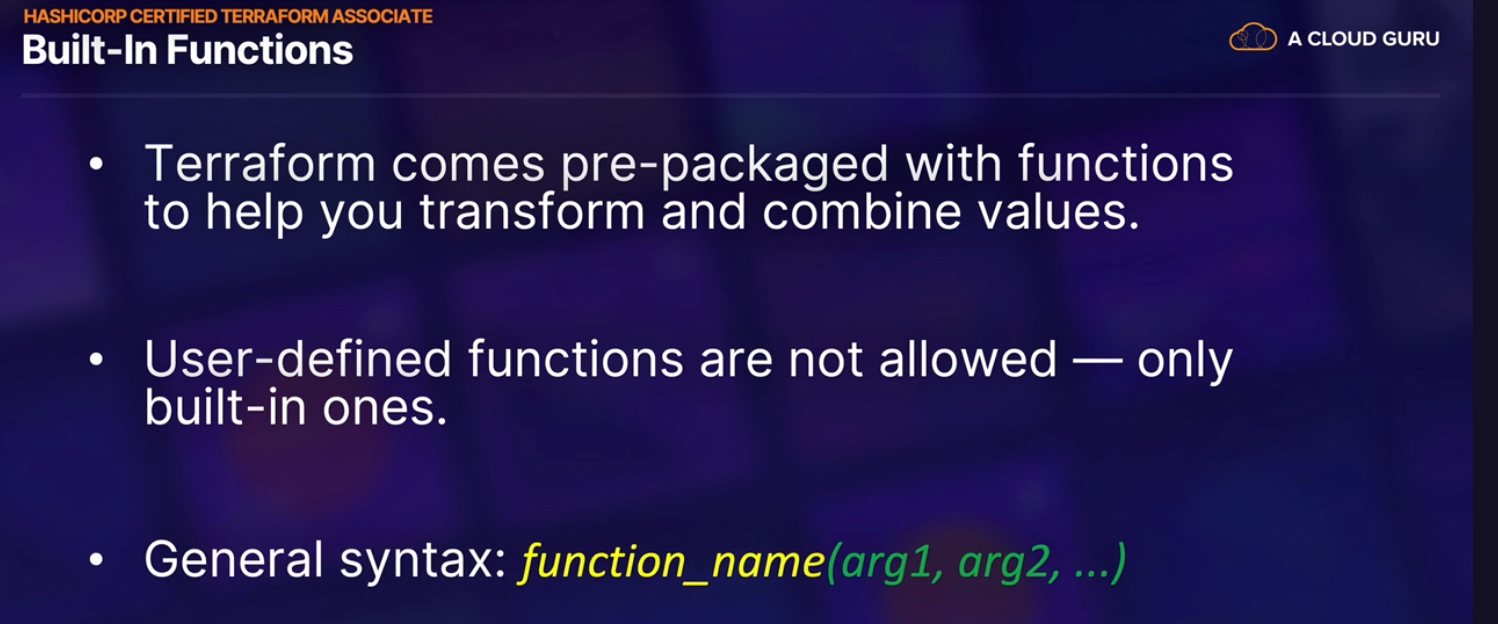 HASHICORP CERTIFIED TERRAFORM ASSOCIATE
Built-In Functions
A CLOUD GURU
• Terraform comes pre-packaged with functions
to help you transform and combine values.
• User-defined functions are not allowed — only
built-in ones.
• General syntax: function_name(arg1, arg2, ...)